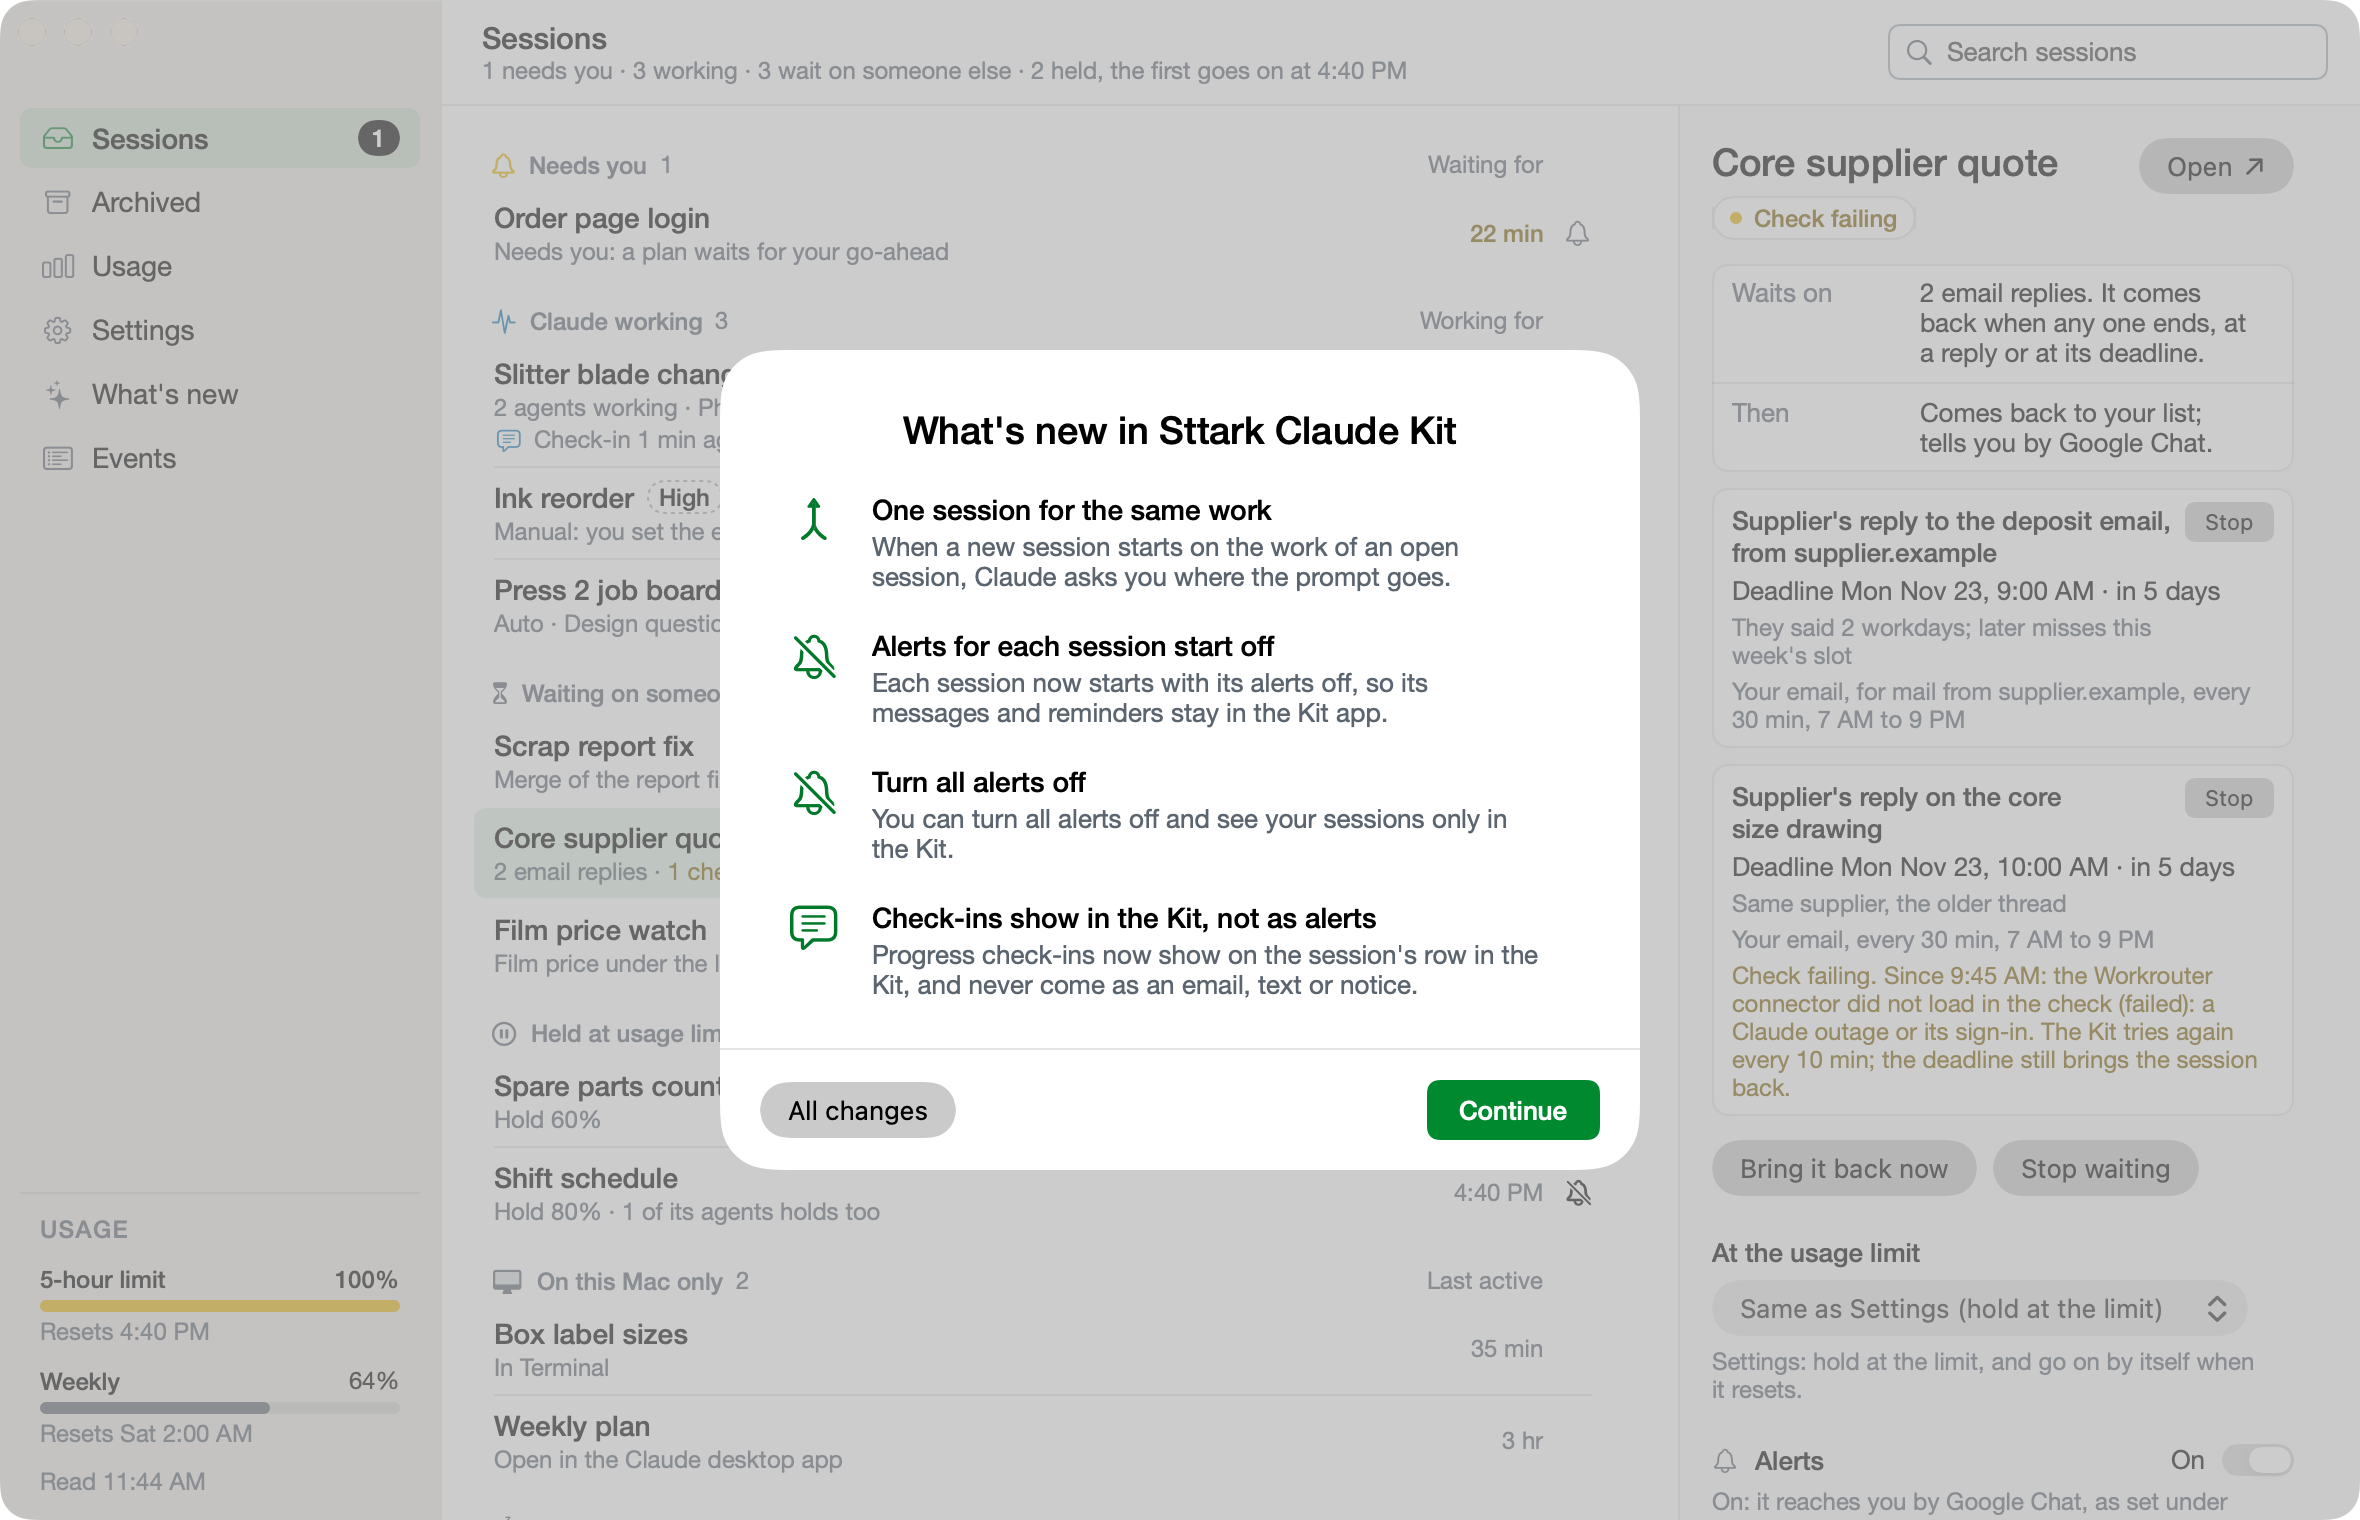 Sessions
1 needs you · 3 working · 3 wait on someone else · 2 held, the first goes on at 4:40 PM
Search sessions
Sessions 1
Archived
Usage
Settings
What's new
Events
USAGE
5-hour limit 100%
Resets 4:40 PM
Weekly 64%
Resets Sat 2:00 AM
Read 11:44 AM
Needs you 1 Waiting for
Order page login
Needs you: a plan waits for your go-ahead
22 min
Claude working 3 Working for
Slitter blade chang
2 agents working ·
Check-in 1 min
Ink reorder High
Manual: you set the
Press 2 job board
Auto · Design
Waiting on
Scrap report fix
Merge of the report
Core supplier
2 email replies · 1
Film price watch
Film price under the
Held at usage
Spare parts count
Hold 60%
Shift schedule
Hold 80% · 1 of its agents holds too
4:40 PM
On this Mac only 2 Last active
Box label sizes
In Terminal
35 min
Weekly plan
Open in the Claude desktop app
3 hr
What's new in Sttark Claude Kit
One session for the same work
When a new session starts on the work of an open
session, Claude asks you where the prompt goes.
Alerts for each session start off
Each session now starts with its alerts off, so its
messages and reminders stay in the Kit app.
Turn all alerts off
You can turn all alerts off and see your sessions only in
the Kit.
Check-ins show in the Kit, not as alerts
Progress check-ins now show on the session's row in the
Kit, and never come as an email, text or notice.
All changes
Continue
Core supplier quote
Open
Check failing
Waits on
2 email replies. It comes
back when any one ends, at
a reply or at its deadline.
Then
Comes back to your list;
tells you by Google Chat.
Supplier's reply to the deposit email,
from supplier.example
Stop
Deadline Mon Nov 23, 9:00 AM · in 5 days
They said 2 workdays; later misses this
week's slot
Your email, for mail from supplier.example, every
30 min, 7 AM to 9 PM
Supplier's reply on the core
size drawing
Stop
Deadline Mon Nov 23, 10:00 AM · in 5 days
Same supplier, the older thread
Your email, every 30 min, 7 AM to 9 PM
Check failing. Since 9:45 AM: the Workrouter
connector did not load in the check (failed): a
Claude outage or its sign-in. The Kit tries again
every 10 min; the deadline still brings the session
back.
Bring it back now
Stop waiting
At the usage limit
Same as Settings (hold at the limit)
Settings: hold at the limit, and go on by itself when
it resets.
Alerts On
On: it reaches you by Google Chat, as set under